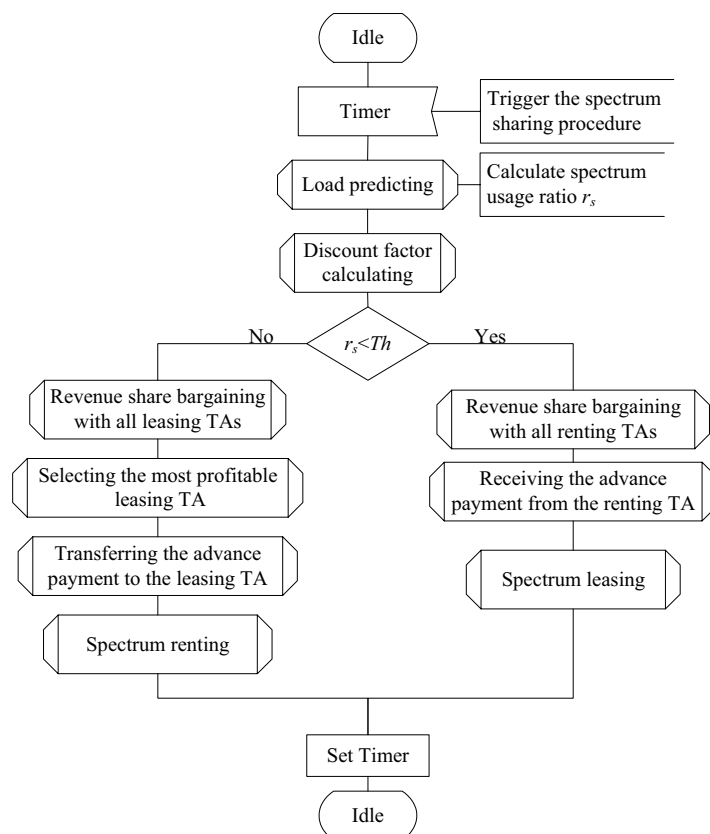 Idle
Timer
Trigger the spectrum
sharing procedure
Load predicting
Calculate spectrum
usage ratio rs
Discount factor
calculating
No
rs<Th
Yes
Revenue share bargaining
with all leasing TAs
Selecting the most profitable
leasing TA
Transferring the advance
payment to the leasing TA
Spectrum renting
Revenue share bargaining
with all renting TAs
Receiving the advance
payment from the renting TA
Spectrum leasing
Set Timer
Idle